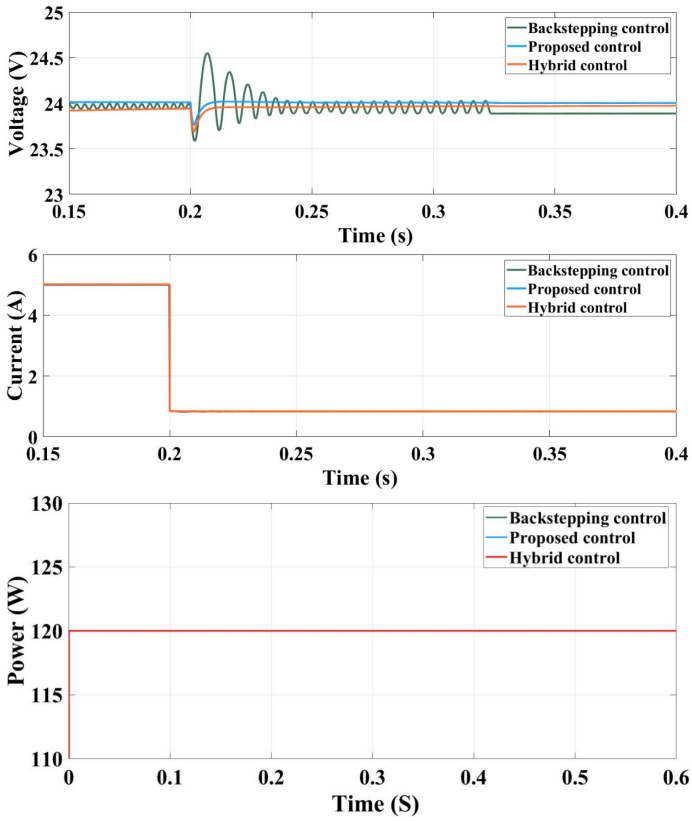 25
24.5
24
23.5
23
Voltage (V)
Backstepping control
Proposed control
Hybrid control
0.15 0.2 0.25 0.3 0.35 0.4
Time (s)
6
4
2
0
Current (A)
Backstepping control
Proposed control
Hybrid control
0.15 0.2 0.25 0.3 0.35 0.4
Time (s)
130
125
120
115
110
Power (W)
Backstepping control
Proposed control
Hybrid control
0 0.1 0.2 0.3 0.4 0.5 0.6
Time (S)